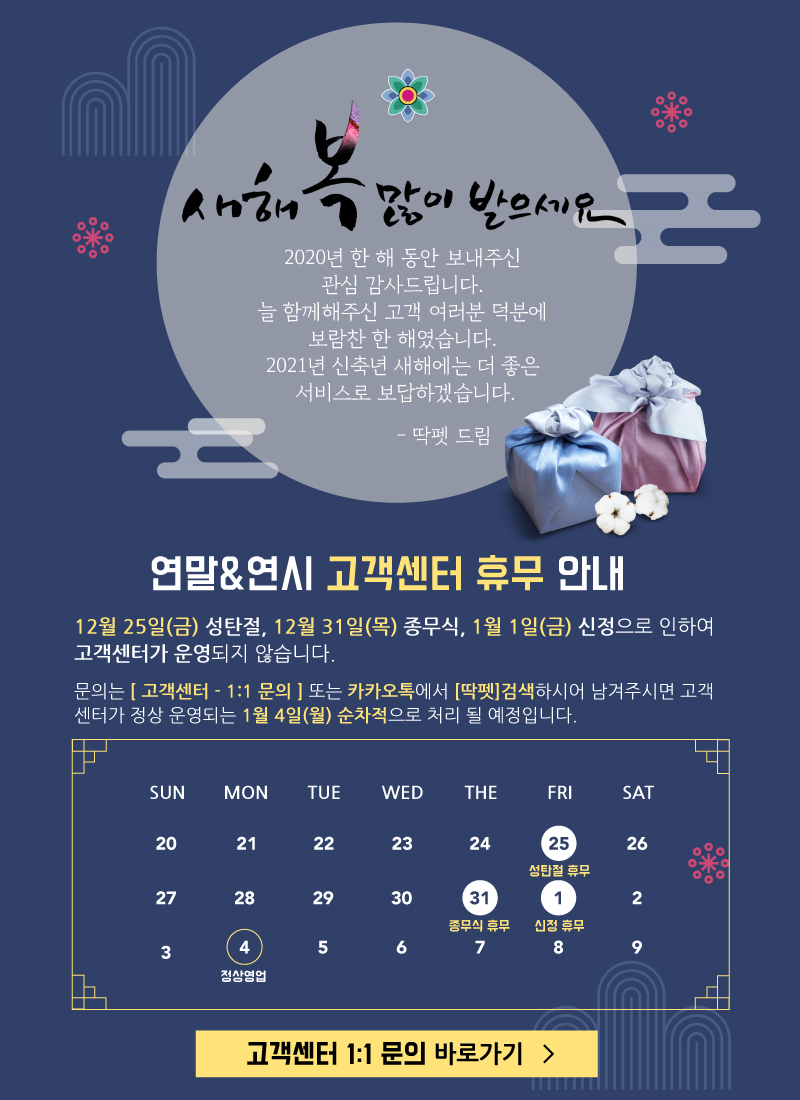 새해 복 많이 받으세요
2020년 한 해 동안 보내주신
관심 감사드립니다.
늘 함께해주신 고객 여러분 덕분에
보람찬 한 해였습니다.
2021년 신축년 새해에는 더 좋은
서비스로 보답하겠습니다.
- 딱펫 드림
연말&연시 고객센터 휴무 안내
12월 25일(금) 성탄절, 12월 31일(목) 종무식, 1월 1일(금) 신정으로 인하여
고객센터가 운영되지 않습니다.
문의는 [ 고객센터 - 1:1 문의 ] 또는 카카오톡에서 [딱펫]검색하시어 남겨주시면 고객
센터가 정상 운영되는 1월 4일(월) 순차적으로 처리 될 예정입니다.
SUN MON TUE WED THE FRI SAT
20 21 22 23 24 25 26
성탄절 휴무
27 28 29 30 31 1 2
종무식 휴무 신정 휴무
3 4 5 6 7 8 9
정상영업
고객센터 1:1 문의 바로가기 >